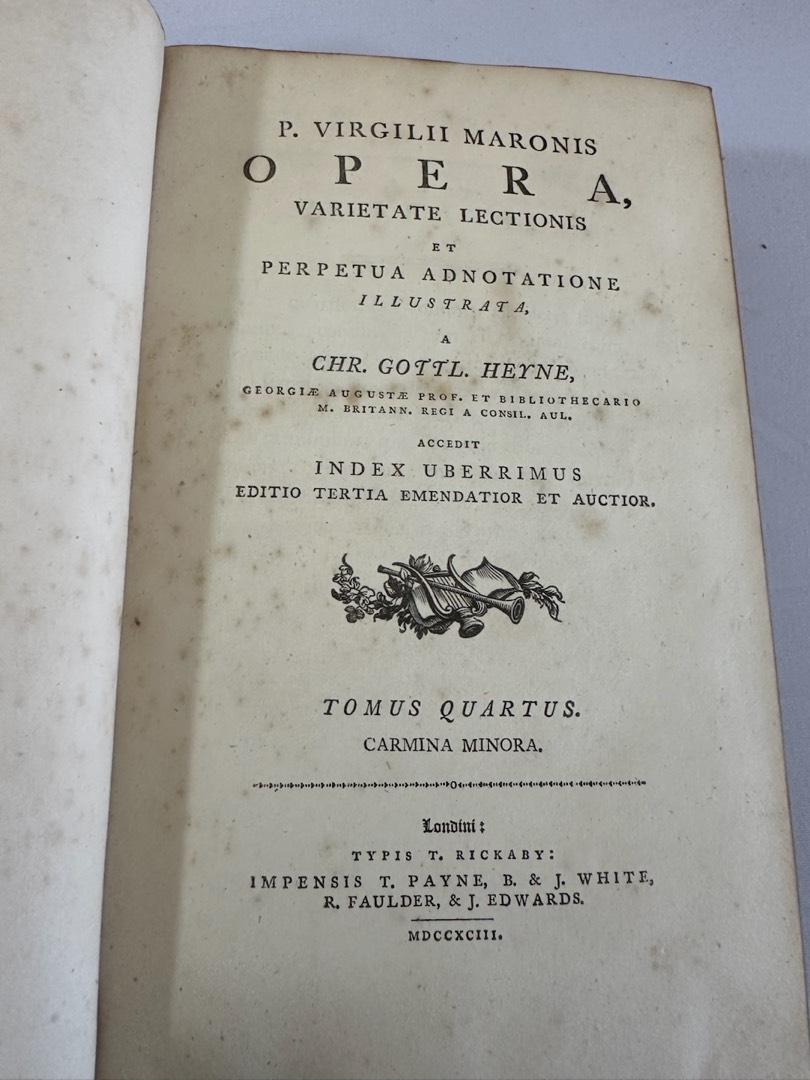 P. VIRGILII MARONIS
OPERA,
VARIETATE LECTIONIS
ET
PERPETUA ADNOTATIONE
ILLUSTRATA,
A
CHR. GOTTL. HEYNE,
GEORGIÆ AUGUSTÆ PROF. ET BIBLIOTHECARIO
M. BRITANN. REGI A CONSIL. AUL.
ACCEDIT
INDEX UBERRIMUS
EDITIO TERTIA EMENDATIOR ET AUCTIOR.
TOMUS QUARTUS.
CARMINA MINORA.
Londini:
TYPIS T. RICKABY:
IMPENSIS T. PAYNE, B. & J. WHITE,
R. FAULDER, & J. EDWARDS.
MDCCXCIII.